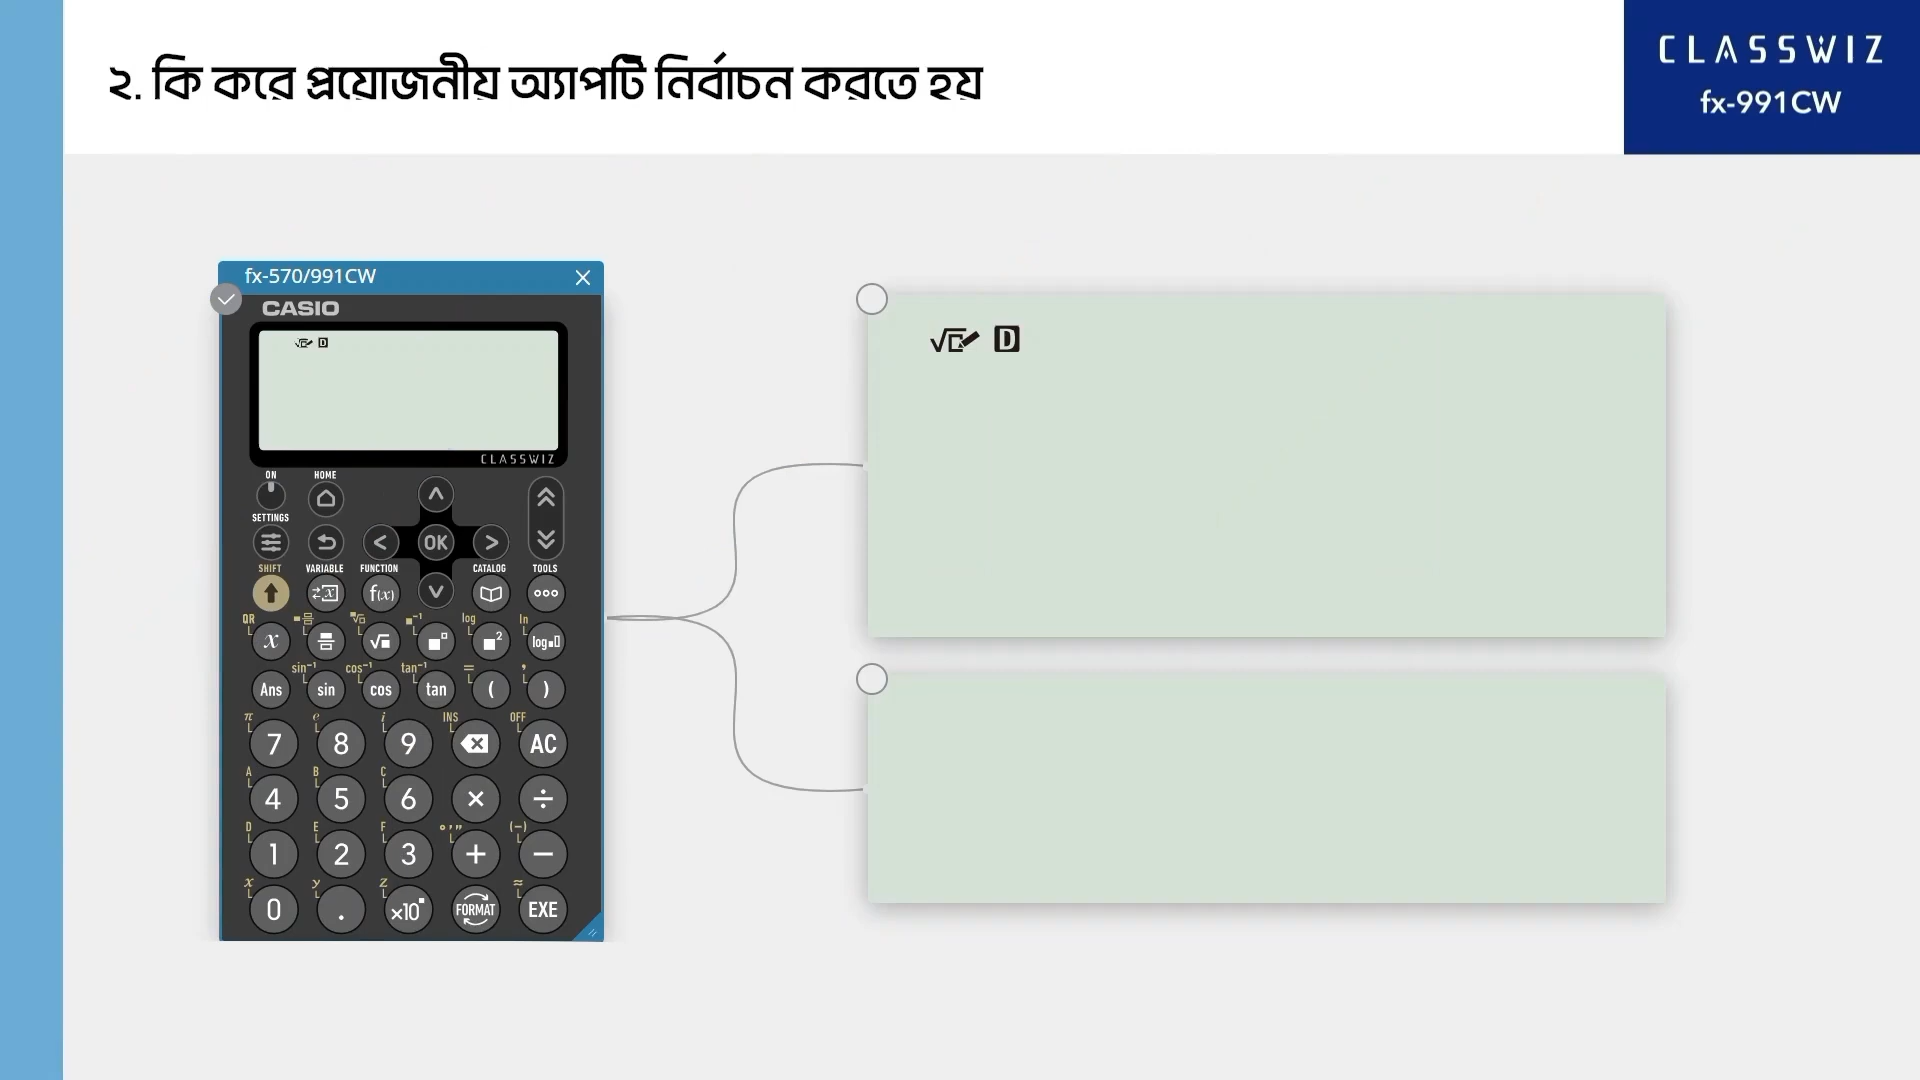 ২. কি করে প্রয়োজনীয় অ্যাপটি নির্বাচন করতে হয়
CLASSWIZ
fx-991CW
fx-570/991CW
CASIO
√ D
√ D
CLASSWIZ
ON HOME
SETTINGS
OK
SHIFT VARIABLE FUNCTION CATALOG TOOLS
x f(x)
QR log ln
x √■ ■² log
sin⁻¹ cos⁻¹ tan⁻¹ = ,
Ans sin cos tan ( )
π e i INS OFF
7 8 9 AC
A B C
4 5 6 × ÷
D E F ° ′ ″ (−)
1 2 3 + −
x y z ≈
0 . ×10 FORMAT EXE